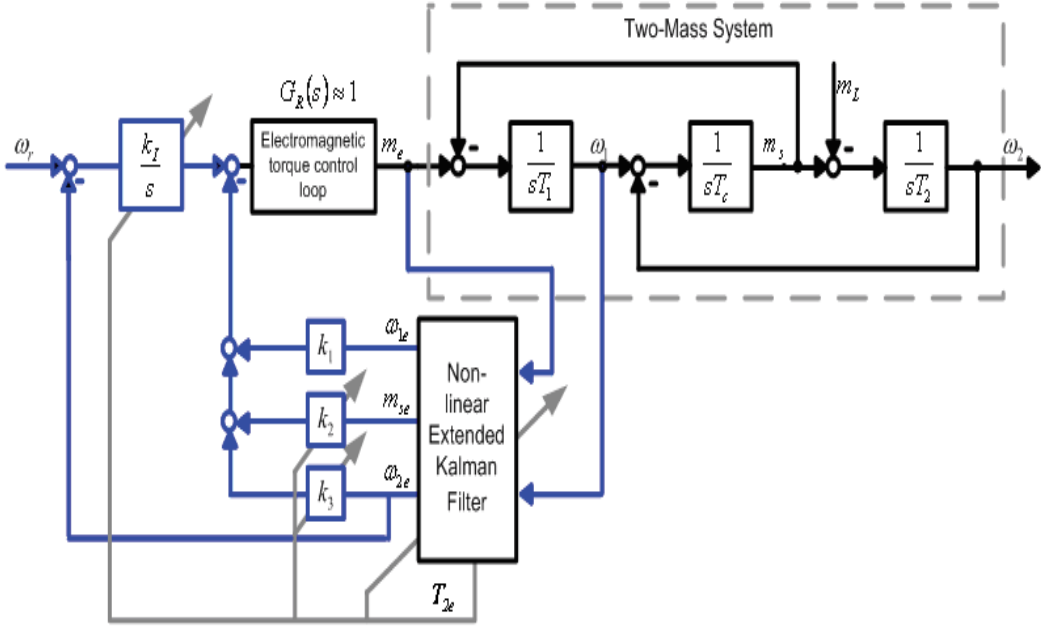 Two-Mass System
G_R(s)≈1
ω_r
k_I
s
Electromagnetic
torque control
loop
m_e
1
sT_1
ω_1
1
sT_c
m_s
m_L
1
sT_2
ω_2
-
-
-
-
-
k_1
ω_1e
k_2
m_se
k_3
ω_2e
Non-
linear
Extended
Kalman
Filter
T_2e